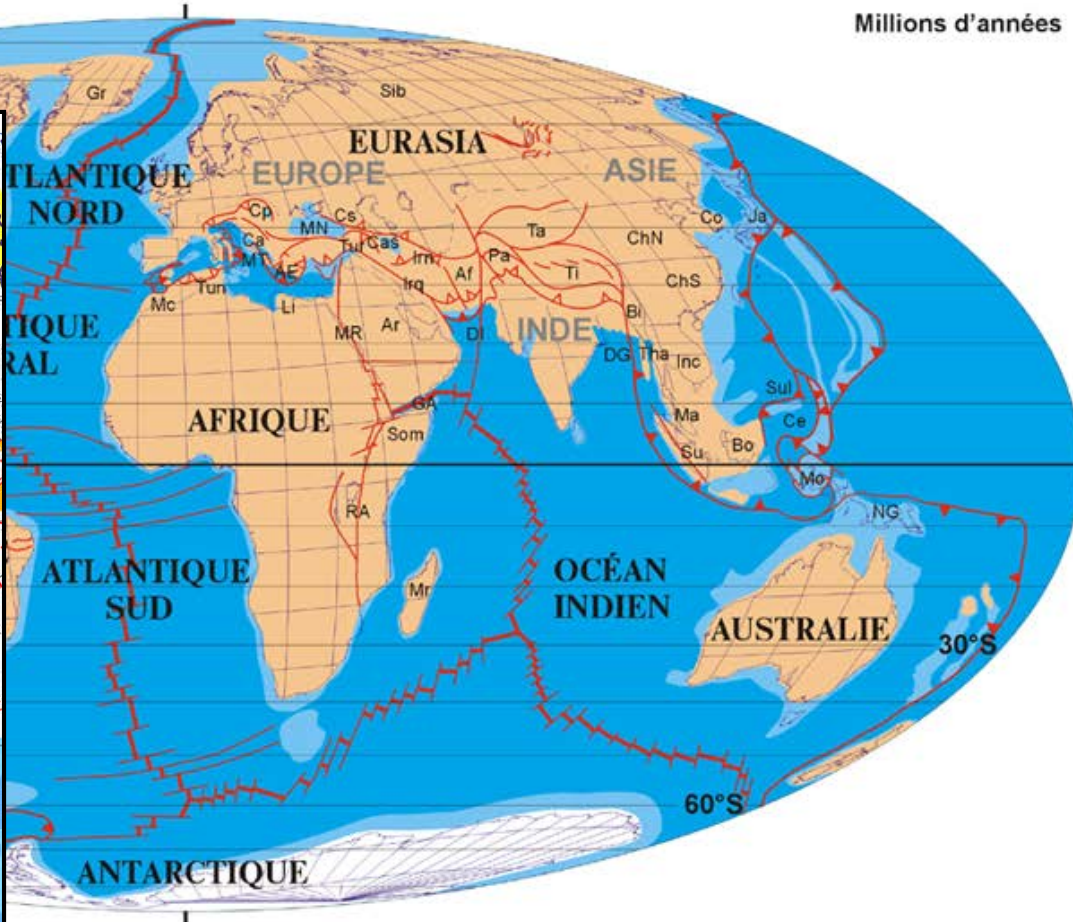 Millions d'années
Gr
Sib
EURASIA
EUROPE
ASIE
TLANTIQUE
NORD
Cp
MN
Cs
Co
Ja
Ca
MT
AE
Tur
Cas
Irn
Pa
Ta
ChN
Mc
Tun
Li
Irq
Af
Ti
ChS
TIQUE
RAL
MR
Ar
DI
INDE
Bi
DG
Tha
Inc
AFRIQUE
GA
Som
Ma
Sul
Ce
Su
Bo
Mo
RA
NG
ATLANTIQUE
SUD
Mr
OCÉAN
INDIEN
AUSTRALIE
30°S
60°S
ANTARCTIQUE